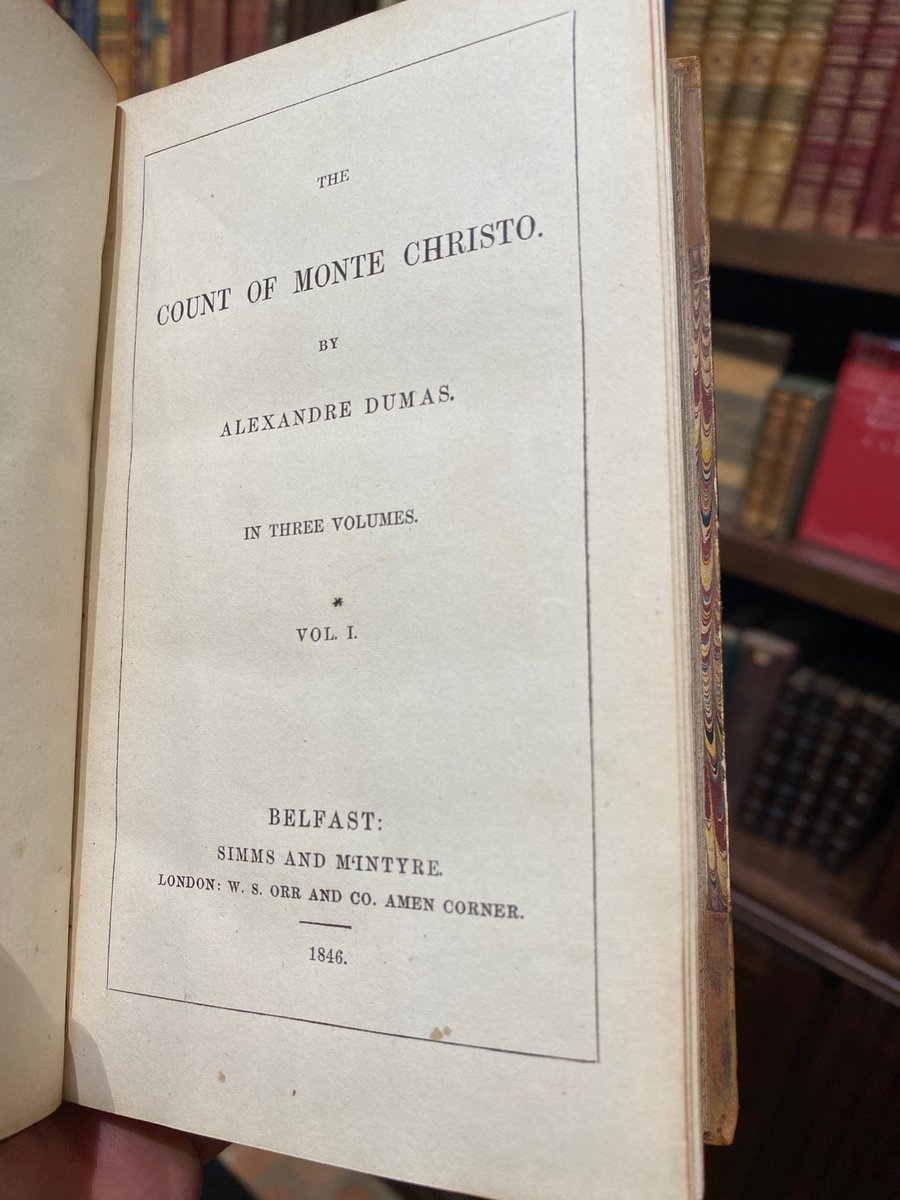 THE
COUNT OF MONTE CHRISTO.
BY
ALEXANDRE DUMAS.
IN THREE VOLUMES.
*
VOL. I.
BELFAST:
SIMMS AND M‘INTYRE.
LONDON: W. S. ORR AND CO. AMEN CORNER.
1846.